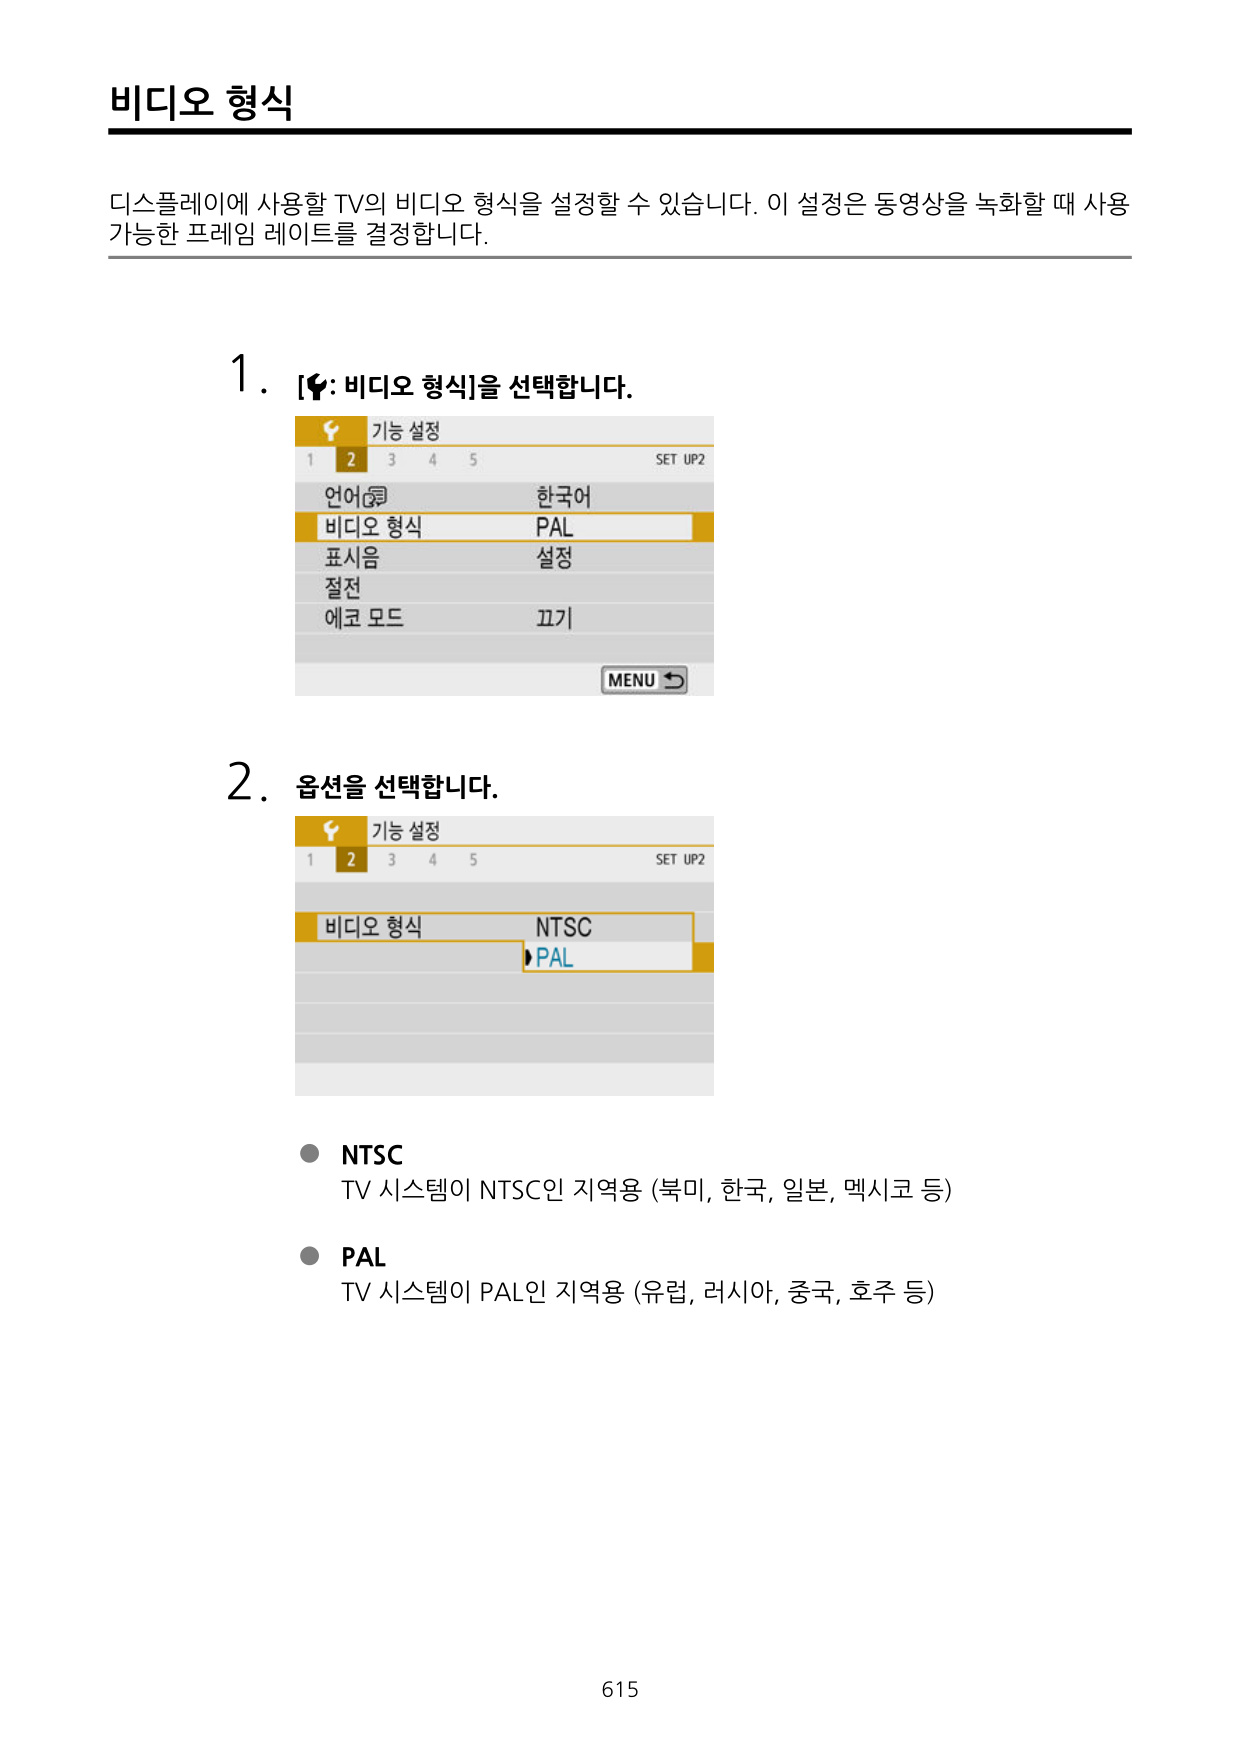 비디오 형식
디스플레이에 사용할 TV의 비디오 형식을 설정할 수 있습니다. 이 설정은 동영상을 녹화할 때 사용
가능한 프레임 레이트를 결정합니다.
1. [: 비디오 형식]을 선택합니다.
기능 설정
1 2 3 4 5 SET UP2
언어 한국어
비디오 형식 PAL
표시음 설정
절전
에코 모드 끄기
MENU
2. 옵션을 선택합니다.
기능 설정
1 2 3 4 5 SET UP2
비디오 형식 NTSC
PAL
● NTSC
TV 시스템이 NTSC인 지역용 (북미, 한국, 일본, 멕시코 등)
● PAL
TV 시스템이 PAL인 지역용 (유럽, 러시아, 중국, 호주 등)
615